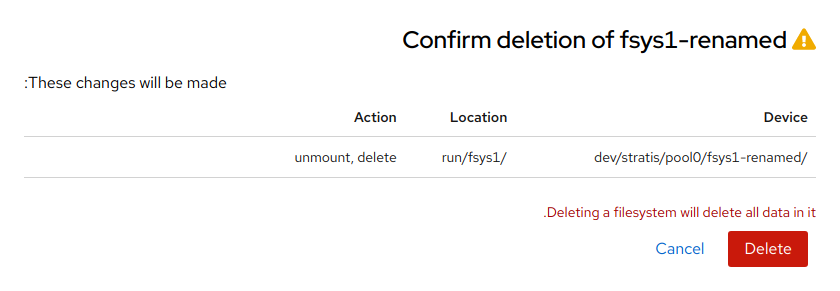 Confirm deletion of fsys1-renamed
:These changes will be made
Action Location Device
unmount, delete run/fsys1/ dev/stratis/pool0/fsys1-renamed/
.Deleting a filesystem will delete all data in it
Cancel Delete